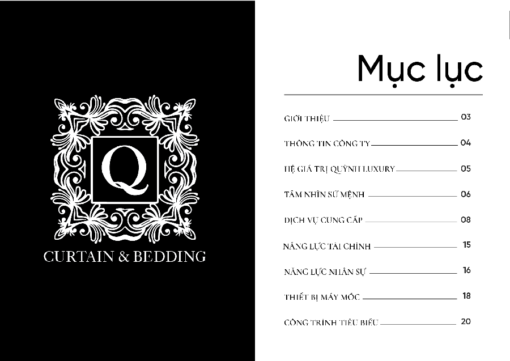 Q
CURTAIN & BEDDING
Mục lục
GIỚI THIỆU 03
THÔNG TIN CÔNG TY 04
HỆ GIÁ TRỊ QUỲNH LUXURY 05
TẦM NHÌN SỨ MỆNH 06
DỊCH VỤ CUNG CẤP 08
NĂNG LỰC TÀI CHÍNH 15
NĂNG LỰC NHÂN SỰ 16
THIẾT BỊ MÁY MÓC 18
CÔNG TRÌNH TIÊU BIỂU 20